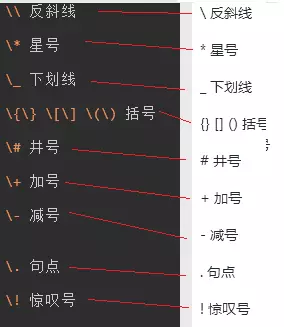 \\ 反斜线
\* 星号
\_ 下划线
\{\} \[\] \(\) 括号
\# 井号
\+ 加号
\- 减号
\. 句点
\! 惊叹号
\ 反斜线
* 星号
_ 下划线
{} [] () 括号
# 井号
+ 加号
- 减号
. 句点
! 惊叹号